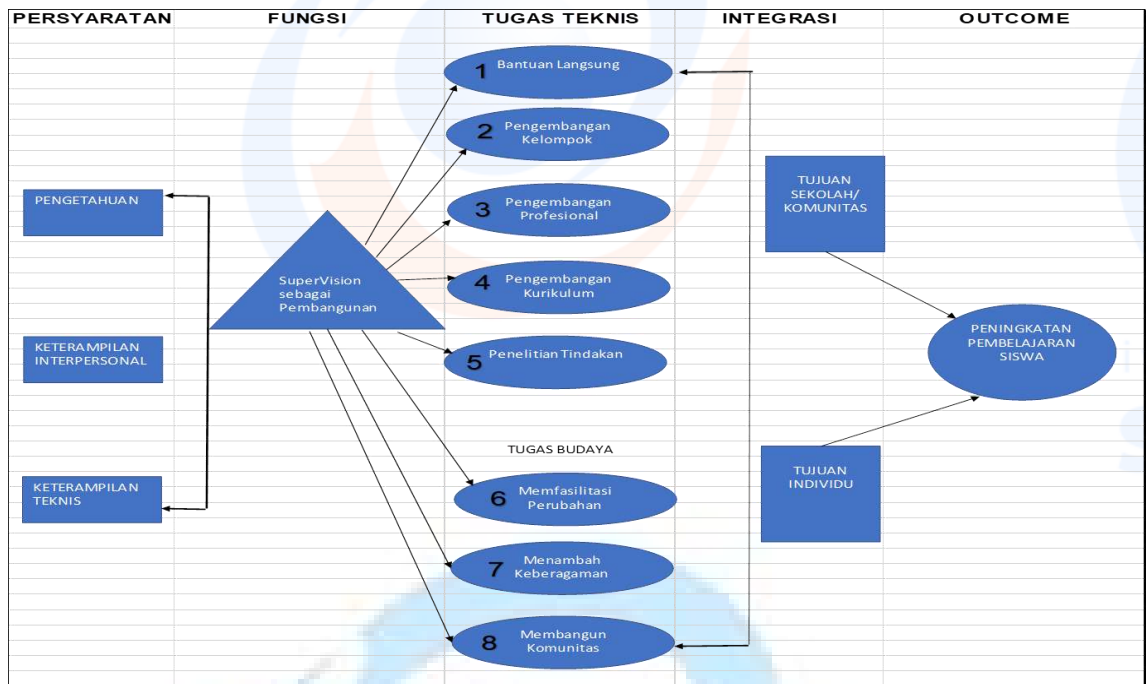 PERSYARATAN
FUNGSI
TUGAS TEKNIS
INTEGRASI
OUTCOME
PENGETAHUAN
KETERAMPILAN
INTERPERSONAL
KETERAMPILAN
TEKNIS
SuperVision
sebagai
Pembangunan
1 Bantuan Langsung
2 Pengembangan
Kelompok
3 Pengembangan
Profesional
4 Pengembangan
Kurikulum
5 Penelitian Tindakan
TUGAS BUDAYA
6 Memfasilitasi
Perubahan
7 Menambah
Keberagaman
8 Membangun
Komunitas
TUJUAN
SEKOLAH/
KOMUNITAS
TUJUAN
INDIVIDU
PENINGKATAN
PEMBELAJARAN
SISWA